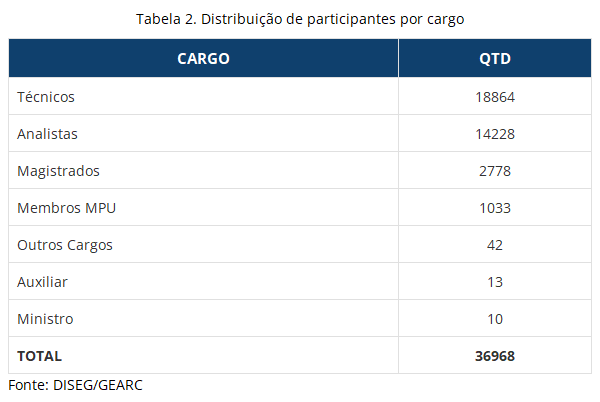 Tabela 2. Distribuição de participantes por cargo
CARGO QTD
Técnicos 18864
Analistas 14228
Magistrados 2778
Membros MPU 1033
Outros Cargos 42
Auxiliar 13
Ministro 10
TOTAL 36968
Fonte: DISEG/GEARC